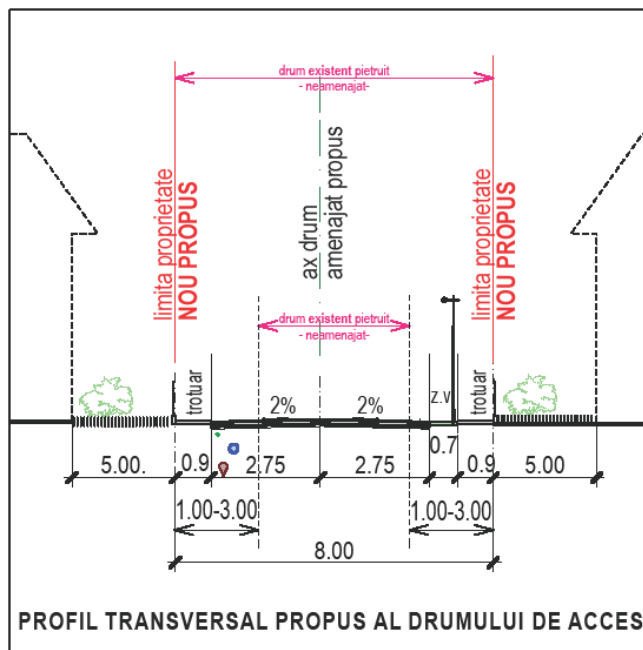 drum existent pietruit
- neamenajat-
limita proprietate
NOU PROPUS
ax drum
amenajat propus
limita proprietate
NOU PROPUS
drum existent pietruit
- neamenajat-
trotuar
2%
2%
z.v
trotuar
5.00.
0.9
2.75
2.75
0.7
0.9
5.00
1.00-3.00
1.00-3.00
8.00
PROFIL TRANSVERSAL PROPUS AL DRUMULUI DE ACCES